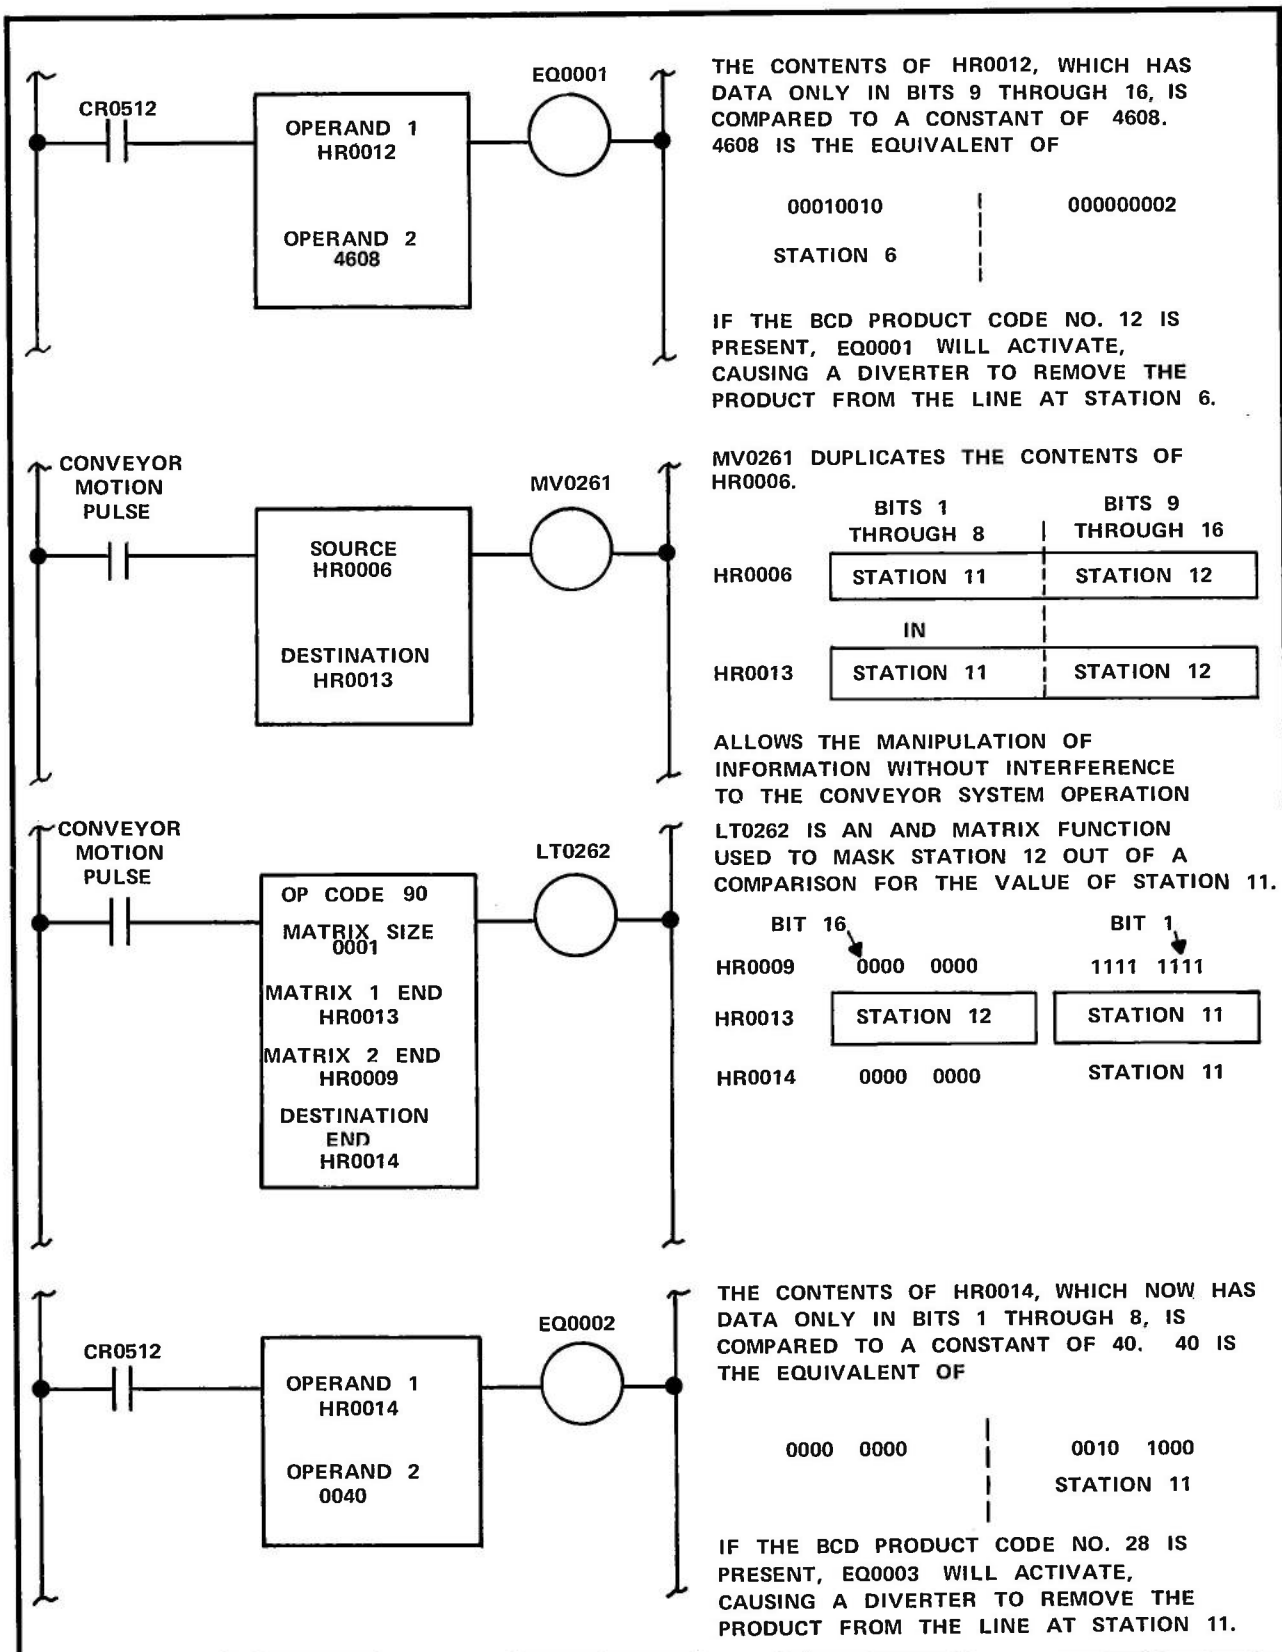 CR0512
OPERAND 1
HR0012
OPERAND 2
4608
EQ0001
THE CONTENTS OF HR0012, WHICH HAS
DATA ONLY IN BITS 9 THROUGH 16, IS
COMPARED TO A CONSTANT OF 4608.
4608 IS THE EQUIVALENT OF
00010010 000000002
STATION 6
IF THE BCD PRODUCT CODE NO. 12 IS
PRESENT, EQ0001 WILL ACTIVATE,
CAUSING A DIVERTER TO REMOVE THE
PRODUCT FROM THE LINE AT STATION 6.
CONVEYOR
MOTION
PULSE
SOURCE
HR0006
DESTINATION
HR0013
MV0261
MV0261 DUPLICATES THE CONTENTS OF
HR0006.
BITS 1
THROUGH 8
BITS 9
THROUGH 16
HR0006 STATION 11 STATION 12
IN
HR0013 STATION 11 STATION 12
ALLOWS THE MANIPULATION OF
INFORMATION WITHOUT INTERFERENCE
TO THE CONVEYOR SYSTEM OPERATION
CONVEYOR
MOTION
PULSE
OP CODE 90
MATRIX SIZE
0001
MATRIX 1 END
HR0013
MATRIX 2 END
HR0009
DESTINATION
END
HR0014
LT0262
LT0262 IS AN AND MATRIX FUNCTION
USED TO MASK STATION 12 OUT OF A
COMPARISON FOR THE VALUE OF STATION 11.
BIT 16 BIT 1
HR0009 0000 0000 1111 1111
HR0013 STATION 12 STATION 11
HR0014 0000 0000 STATION 11
CR0512
OPERAND 1
HR0014
OPERAND 2
0040
EQ0002
THE CONTENTS OF HR0014, WHICH NOW HAS
DATA ONLY IN BITS 1 THROUGH 8, IS
COMPARED TO A CONSTANT OF 40. 40 IS
THE EQUIVALENT OF
0000 0000 0010 1000
STATION 11
IF THE BCD PRODUCT CODE NO. 28 IS
PRESENT, EQ0003 WILL ACTIVATE,
CAUSING A DIVERTER TO REMOVE THE
PRODUCT FROM THE LINE AT STATION 11.